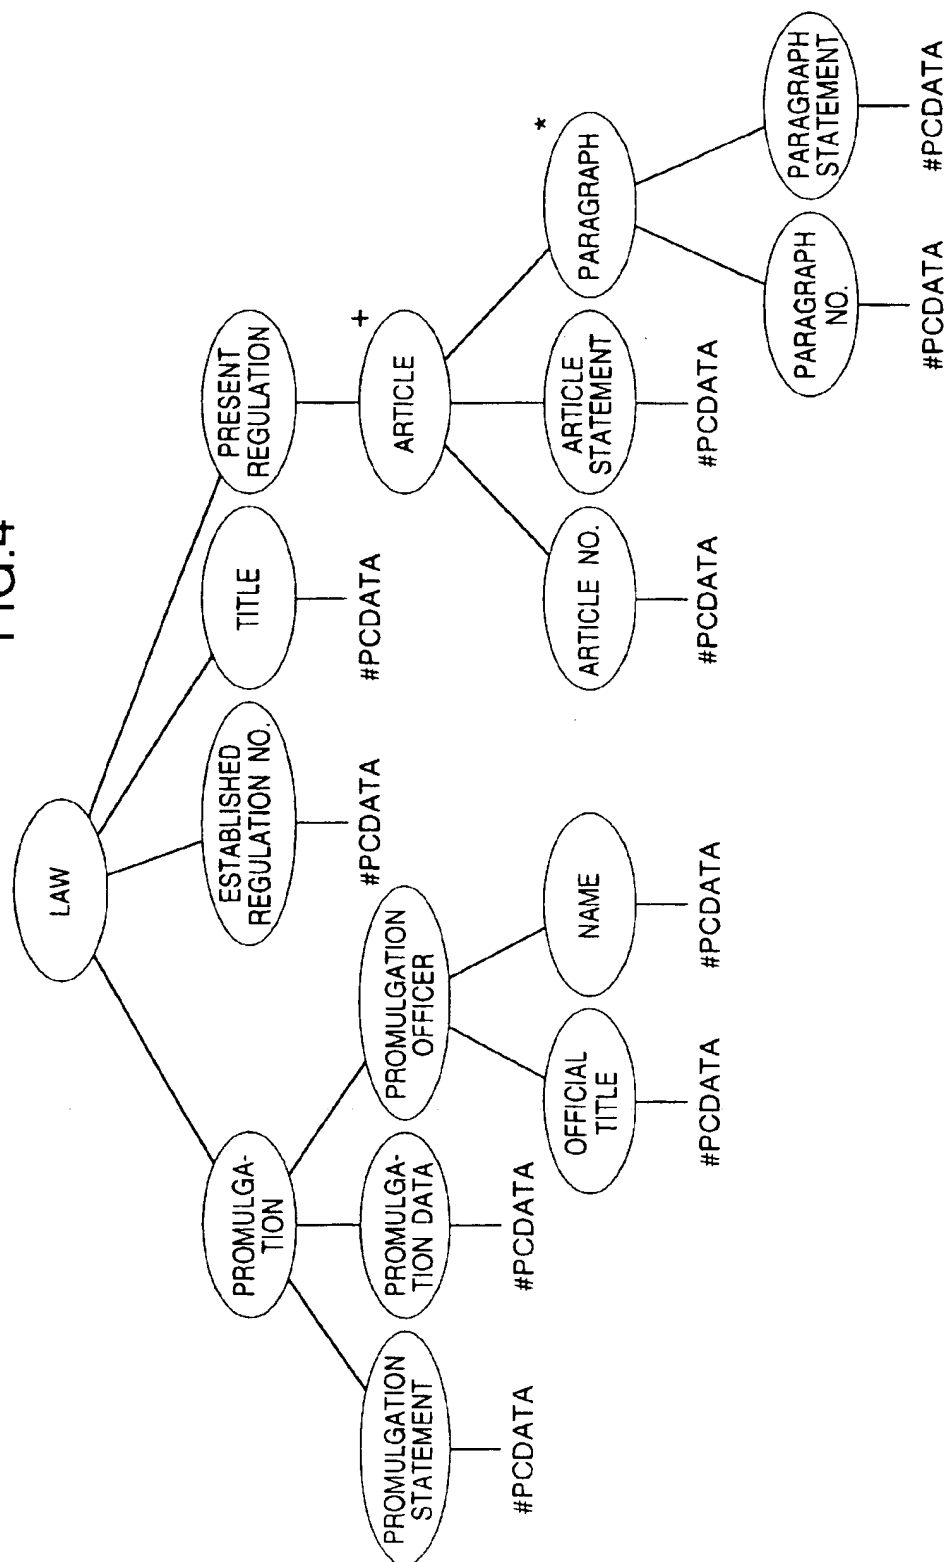 FIG.4
LAW
PROMULGA-
TION
ESTABLISHED
REGULATION NO.
TITLE
PRESENT
REGULATION
#PCDATA
#PCDATA
PROMULGATION
STATEMENT
PROMULGA-
TION DATA
PROMULGATION
OFFICER
ARTICLE
+
#PCDATA
#PCDATA
OFFICIAL
TITLE
NAME
ARTICLE NO.
ARTICLE
STATEMENT
PARAGRAPH
*
#PCDATA
#PCDATA
#PCDATA
#PCDATA
PARAGRAPH
NO.
PARAGRAPH
STATEMENT
#PCDATA
#PCDATA